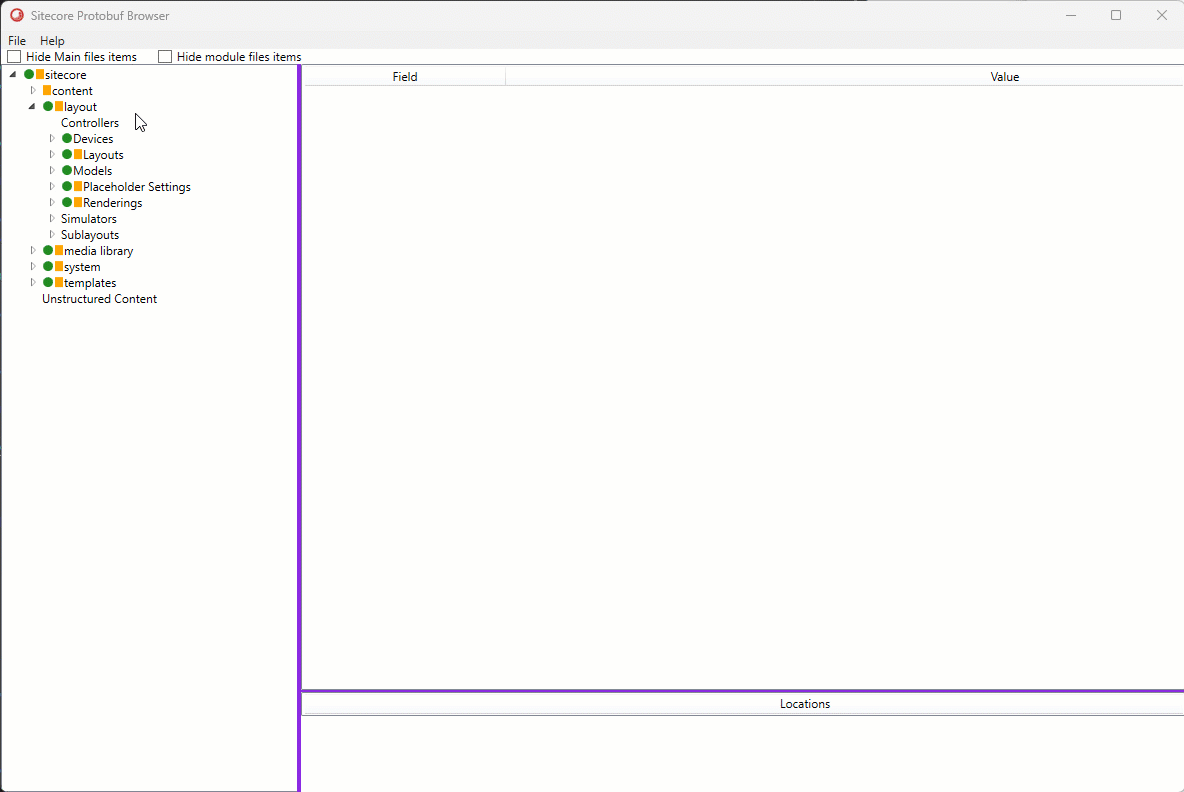 Sitecore Protobuf Browser
File Help
Hide Main files items Hide module files items
sitecore
content
layout
Controllers
Devices
Layouts
Models
Placeholder Settings
Renderings
Simulators
Sublayouts
media library
system
templates
Unstructured Content
Field Value
Locations